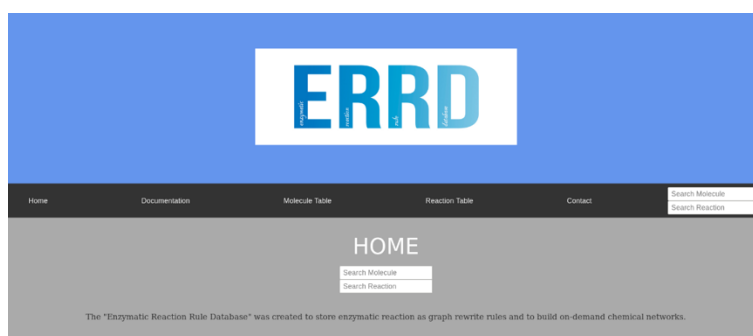 ERRD
enzymatic
reaction
rule
database
Home
Documentation
Molecule Table
Reaction Table
Contact
Search Molecule
Search Reaction
HOME
Search Molecule
Search Reaction
The "Enzymatic Reaction Rule Database" was created to store enzymatic reaction as graph rewrite rules and to build on-demand chemical networks.